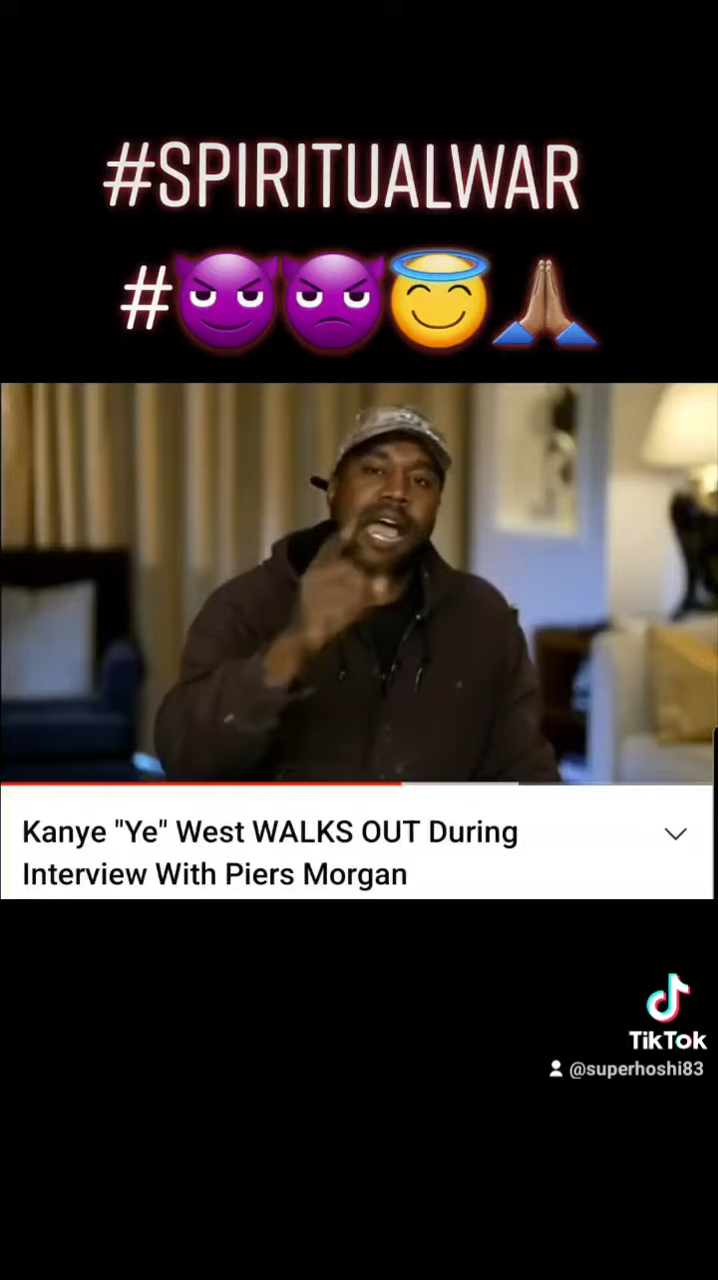 #SPIRITUALWAR
#😈👿😇🙏🏽
Kanye "Ye" West WALKS OUT During
Interview With Piers Morgan
TikTok
@superhoshi83